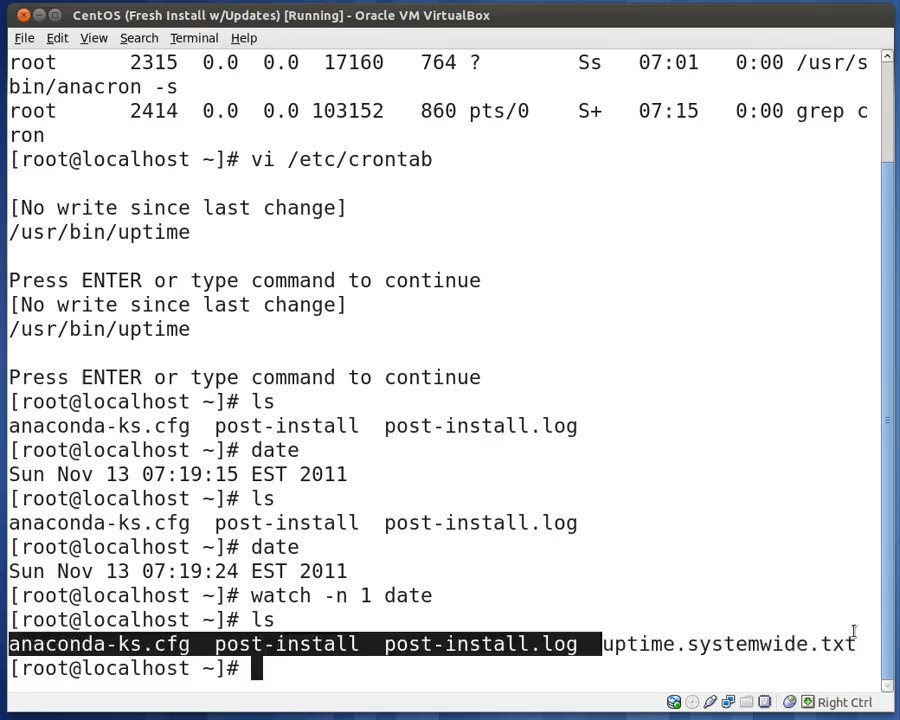 CentOS (Fresh Install w/Updates) [Running] - Oracle VM VirtualBox
File Edit View Search Terminal Help
root      2315  0.0  0.0  17160   764 ?        Ss   07:01   0:00 /usr/s
bin/anacron -s
root      2414  0.0  0.0 103152   860 pts/0    S+   07:15   0:00 grep c
ron
[root@localhost ~]# vi /etc/crontab
[No write since last change]
/usr/bin/uptime
Press ENTER or type command to continue
[No write since last change]
/usr/bin/uptime
Press ENTER or type command to continue
[root@localhost ~]# ls
anaconda-ks.cfg  post-install  post-install.log
[root@localhost ~]# date
Sun Nov 13 07:19:15 EST 2011
[root@localhost ~]# ls
anaconda-ks.cfg  post-install  post-install.log
[root@localhost ~]# date
Sun Nov 13 07:19:24 EST 2011
[root@localhost ~]# watch -n 1 date
[root@localhost ~]# ls
anaconda-ks.cfg  post-install  post-install.log  uptime.systemwide.txt
[root@localhost ~]#
Right Ctrl